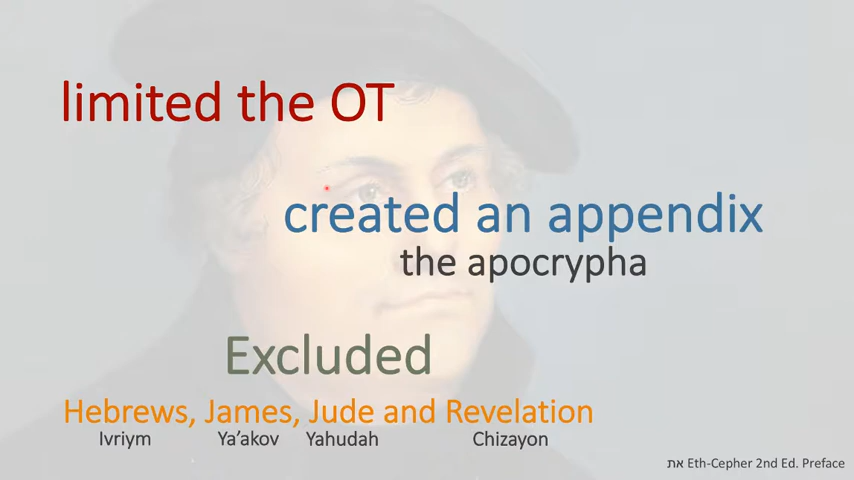 limited the OT
created an appendix
the apocrypha
Excluded
Hebrews, James, Jude and Revelation
Ivriym Ya'akov Yahudah Chizayon
את Eth-Cepher 2nd Ed. Preface